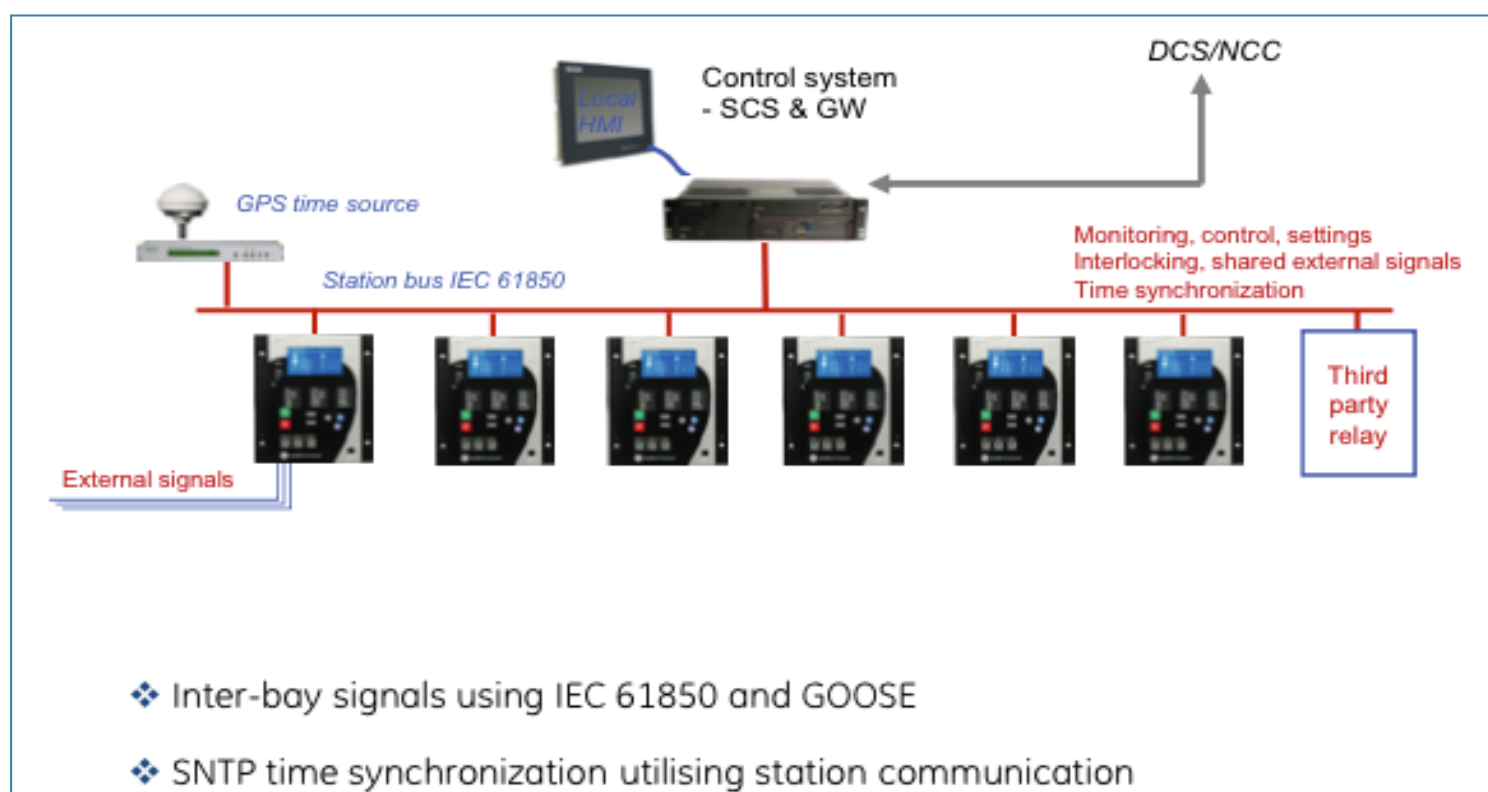 DCS/NCC
Control system
- SCS & GW
Local
HMI
GPS time source
Monitoring, control, settings
Interlocking, shared external signals
Time synchronization
Station bus IEC 61850
Third
party
relay
External signals
❖ Inter-bay signals using IEC 61850 and GOOSE
❖ SNTP time synchronization utilising station communication